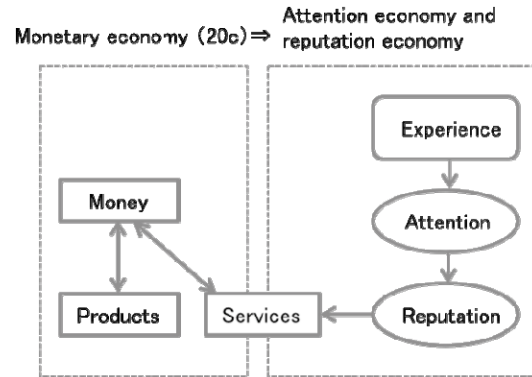 Monetary economy (20c)⇒
Attention economy and
reputation economy
Experience
Money
Attention
Products
Services
Reputation